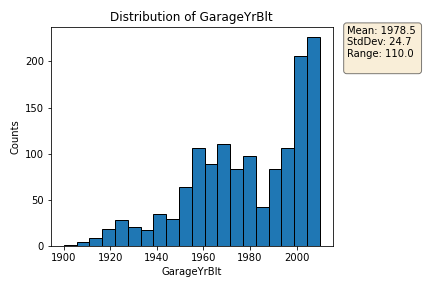 Distribution of GarageYrBlt
Mean: 1978.5
StdDev: 24.7
Range: 110.0
Counts
200
150
100
50
0
1900
1920
1940
1960
1980
2000
GarageYrBlt